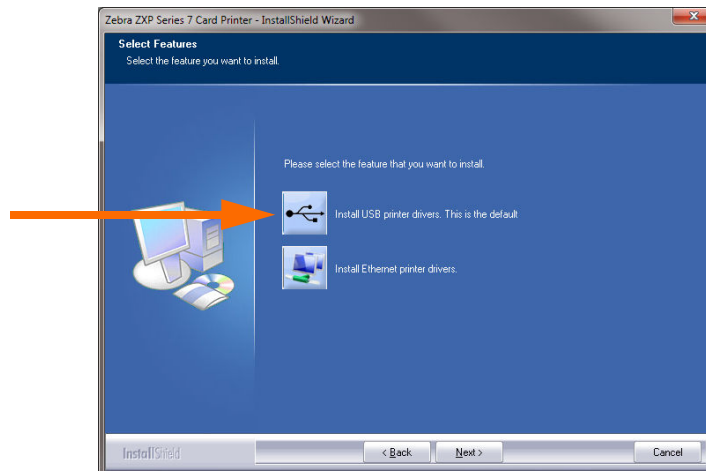 Zebra ZXP Series 7 Card Printer - InstallShield Wizard
Select Features
Select the feature you want to install.
Please select the feature that you want to install.
Install USB printer drivers. This is the default
Install Ethernet printer drivers.
InstallShield
< Back
Next >
Cancel